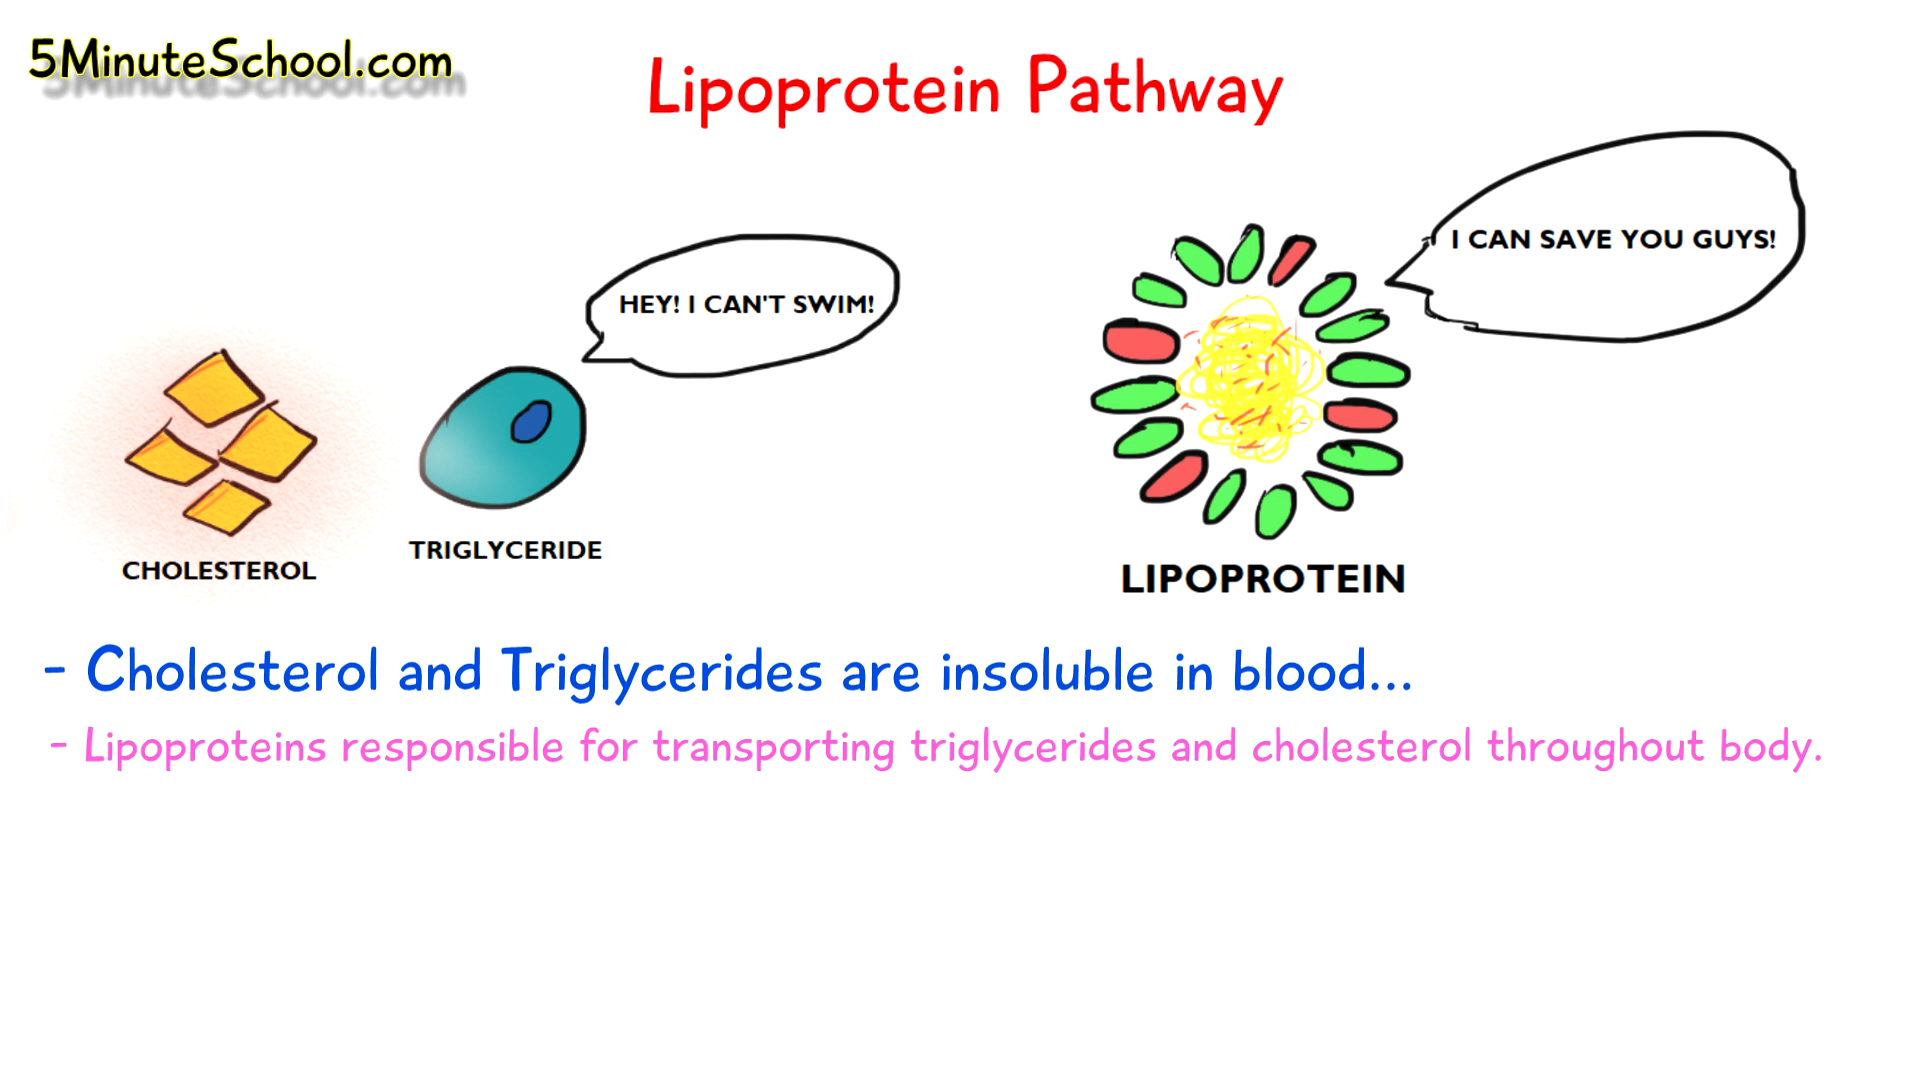 5MinuteSchool.com
Lipoprotein Pathway
I CAN SAVE YOU GUYS!
HEY! I CAN'T SWIM!
TRIGLYCERIDE
CHOLESTEROL
LIPOPROTEIN
- Cholesterol and Triglycerides are insoluble in blood...
- Lipoproteins responsible for transporting triglycerides and cholesterol throughout body.